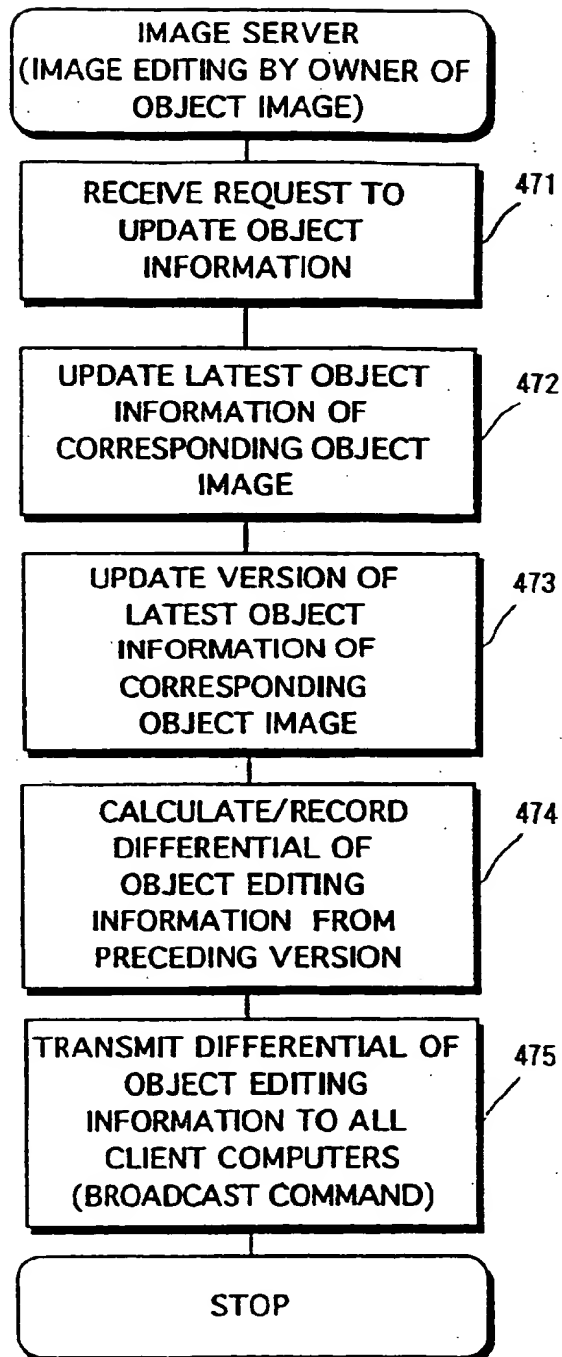 IMAGE SERVER
(IMAGE EDITING BY OWNER OF
OBJECT IMAGE)
RECEIVE REQUEST TO
UPDATE OBJECT
INFORMATION
471
UPDATE LATEST OBJECT
INFORMATION OF
CORRESPONDING OBJECT
IMAGE
472
UPDATE VERSION OF
LATEST OBJECT
INFORMATION OF
CORRESPONDING
OBJECT IMAGE
473
CALCULATE/RECORD
DIFFERENTIAL OF
OBJECT EDITING
INFORMATION FROM
PRECEDING VERSION
474
TRANSMIT DIFFERENTIAL OF
OBJECT EDITING
INFORMATION TO ALL
CLIENT COMPUTERS
(BROADCAST COMMAND)
475
STOP